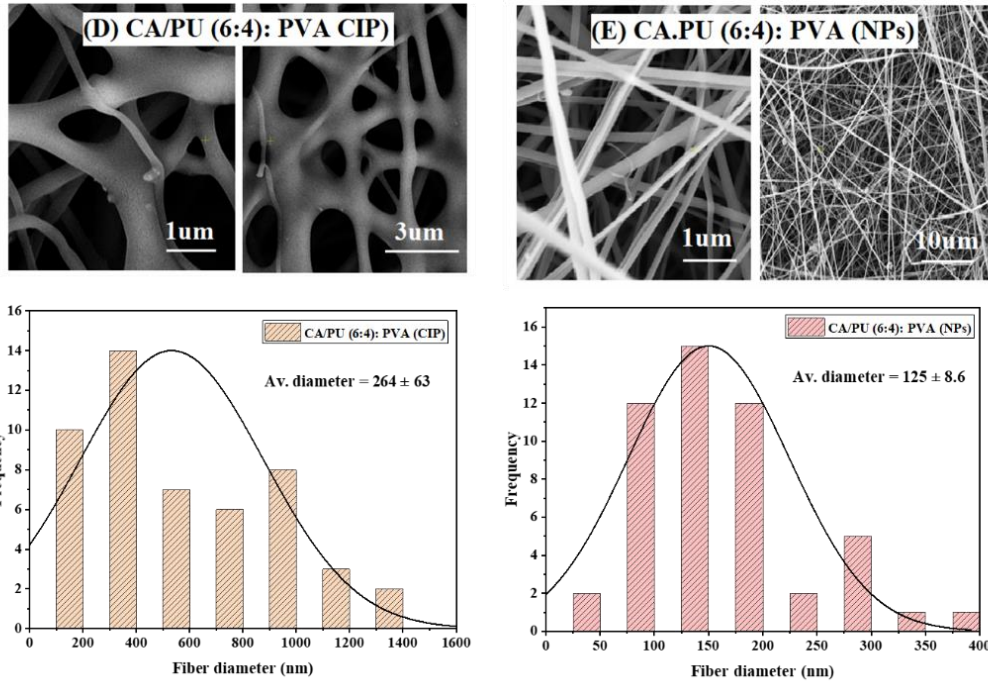 (D) CA/PU (6:4): PVA CIP)
1um
3um
(E) CA.PU (6:4): PVA (NPs)
1um
10um
16
14
12
10
8
6
4
2
0
CA/PU (6:4): PVA (CIP)
Av. diameter = 264 ± 63
0 200 400 600 800 1000 1200 1400 1600
Fiber diameter (nm)
Frequency
16
14
12
10
8
6
4
2
0
CA/PU (6:4): PVA (NPs)
Av. diameter = 125 ± 8.6
0 50 100 150 200 250 300 350 400
Fiber diameter (nm)